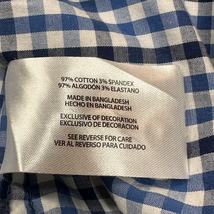 97% COTTON 3% SPANDEX
97% ALGODÓN 3% ELASTANO
MADE IN BANGLADESH
HECHO EN BANGLADESH
EXCLUSIVE OF DECORATION
EXCLUSIVO DE DECORACION
SEE REVERSE FOR CARE
VER AL REVERSO PARA CUIDADO